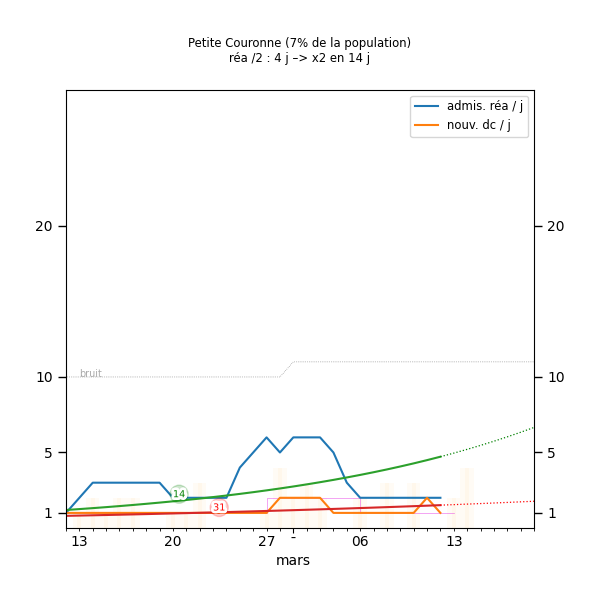 Petite Couronne (7% de la population)
réa /2 : 4 j –> x2 en 14 j
admis. réa / j
nouv. dc / j
20
20
bruit
10
10
5
5
14
31
1
1
13
20
27
-
06
13
mars